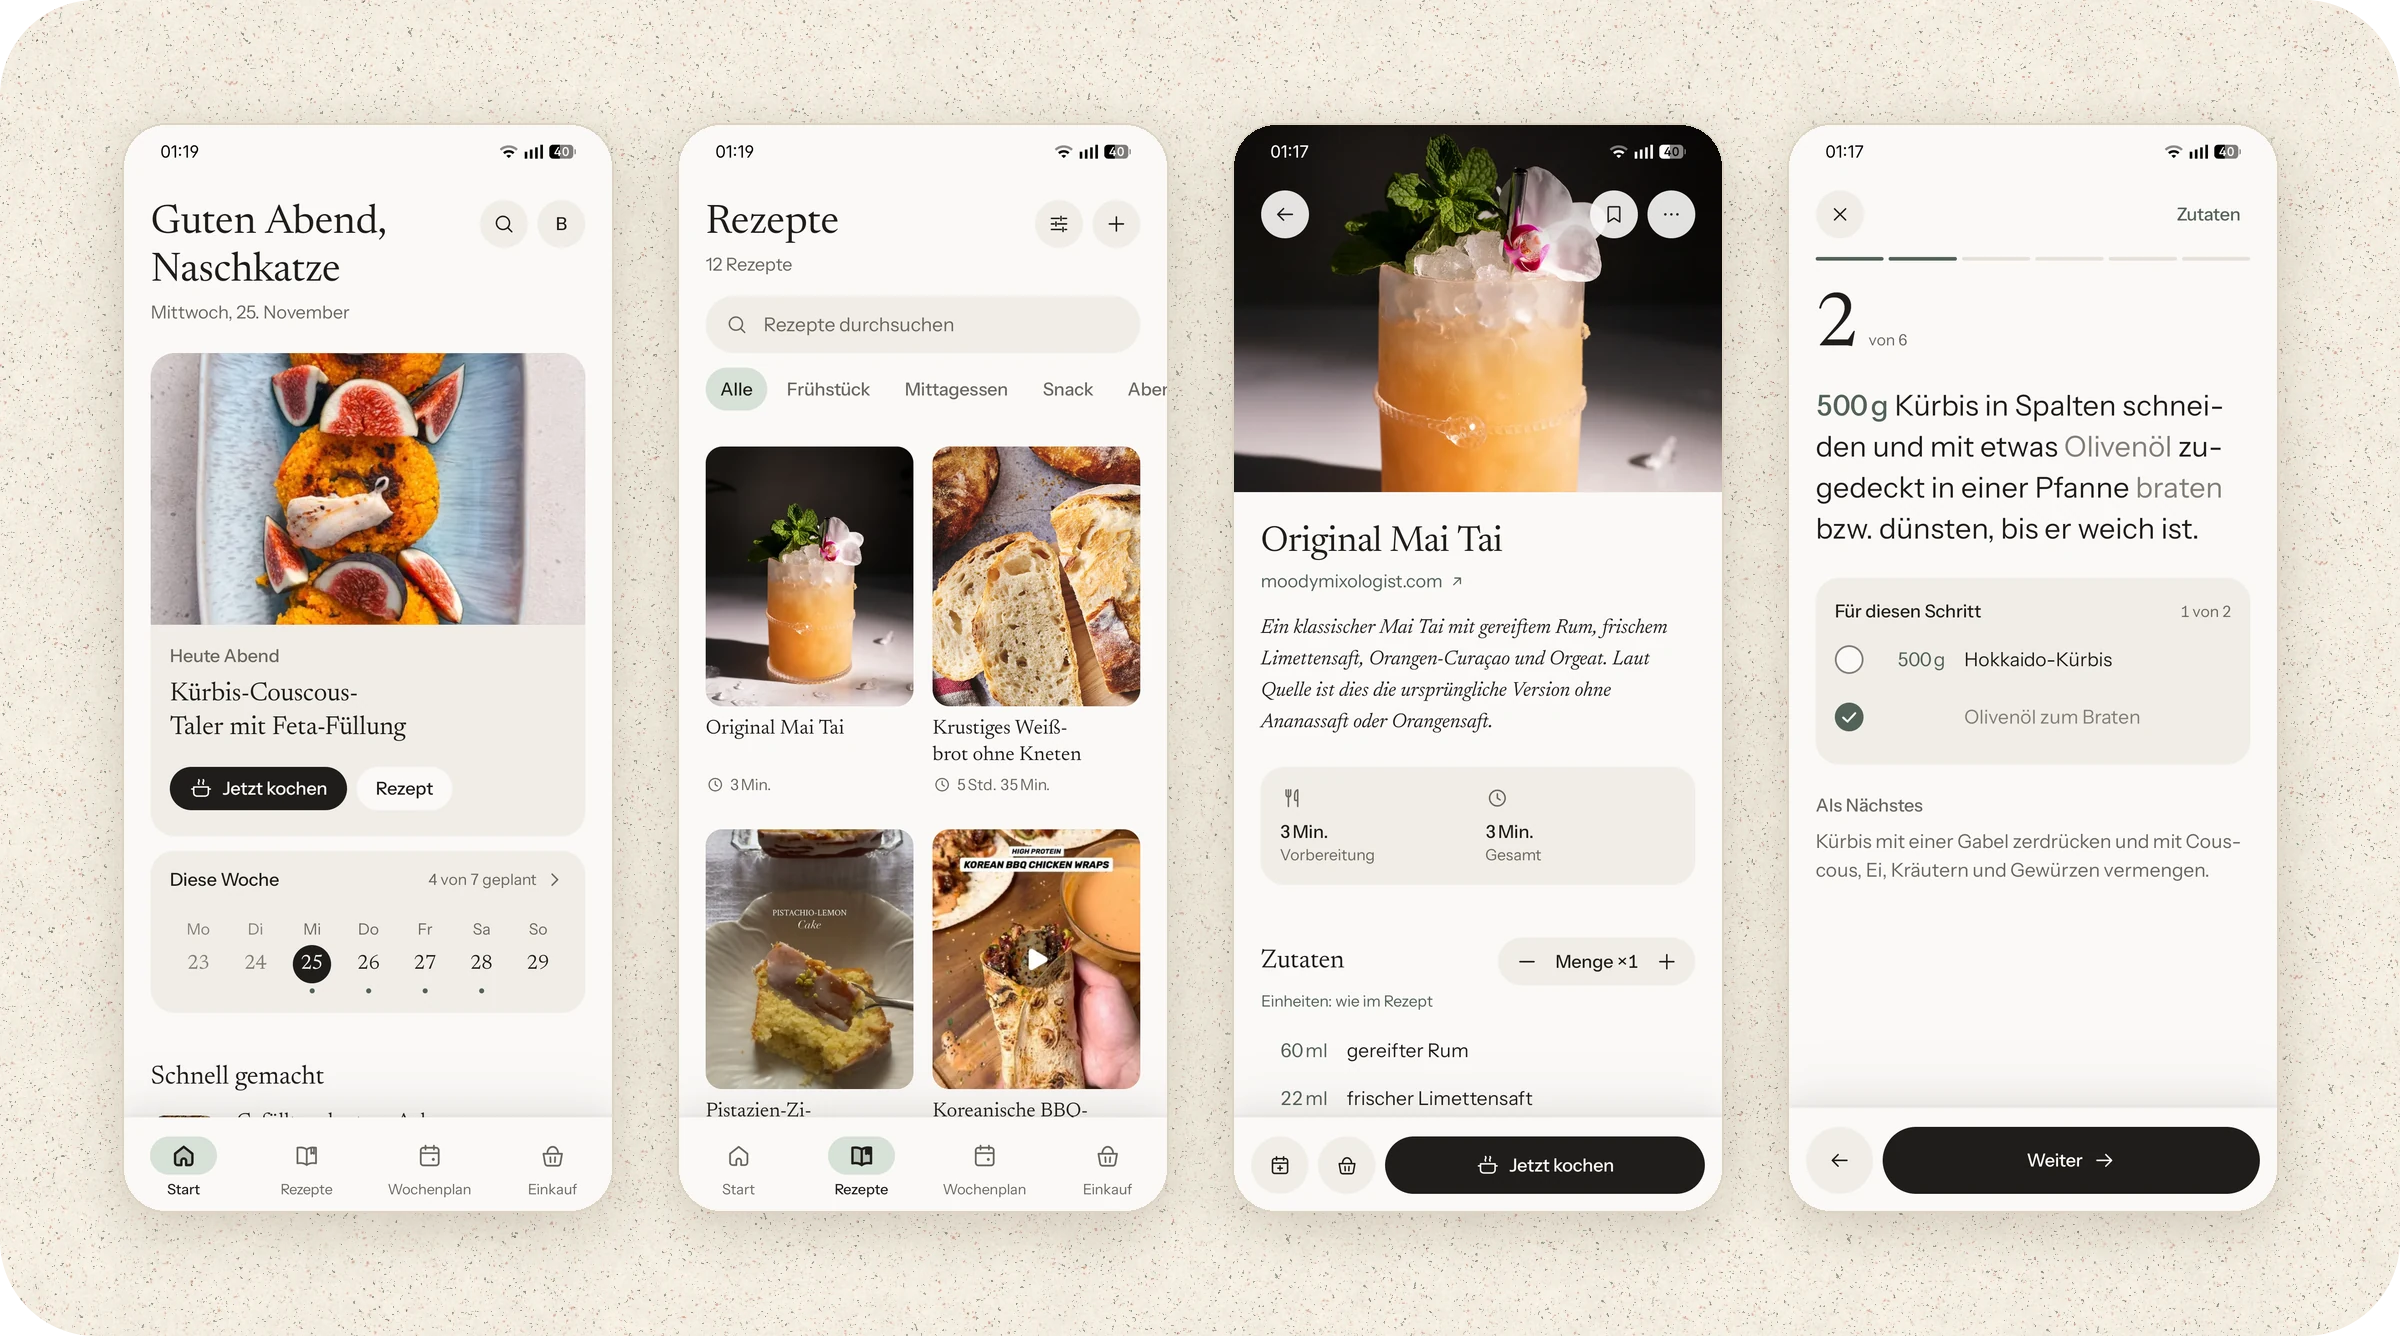 01:19
40
Guten Abend,
Naschkatze
B
Mittwoch, 25. November
Heute Abend
Kürbis-Couscous-
Taler mit Feta-Füllung
Jetzt kochen
Rezept
Diese Woche
4 von 7 geplant
Mo Di Mi Do Fr Sa So
23 24 25 26 27 28 29
Schnell gemacht
Start
Rezepte
Wochenplan
Einkauf
01:19
40
Rezepte
12 Rezepte
Rezepte durchsuchen
Alle
Frühstück
Mittagessen
Snack
Aben
Original Mai Tai
3 Min.
Krustiges Weiß-
brot ohne Kneten
5 Std. 35 Min.
PISTACHIO-LEMON
Cake
Pistazien-Zi-
HIGH PROTEIN
KOREAN BBQ CHICKEN WRAPS
Koreanische BBQ-
Start
Rezepte
Wochenplan
Einkauf
01:17
40
Original Mai Tai
moodymixologist.com ↗
Ein klassischer Mai Tai mit gereiftem Rum, frischem
Limettensaft, Orangen-Curaçao und Orgeat. Laut
Quelle ist dies die ursprüngliche Version ohne
Ananassaft oder Orangensaft.
3 Min.
Vorbereitung
3 Min.
Gesamt
Zutaten
Menge ×1
Einheiten: wie im Rezept
60 ml gereifter Rum
22 ml frischer Limettensaft
Jetzt kochen
01:17
40
Zutaten
2 von 6
500 g Kürbis in Spalten schnei-
den und mit etwas Olivenöl zu-
gedeckt in einer Pfanne braten
bzw. dünsten, bis er weich ist.
Für diesen Schritt
1 von 2
500 g Hokkaido-Kürbis
Olivenöl zum Braten
Als Nächstes
Kürbis mit einer Gabel zerdrücken und mit Cous-
cous, Ei, Kräutern und Gewürzen vermengen.
Weiter →